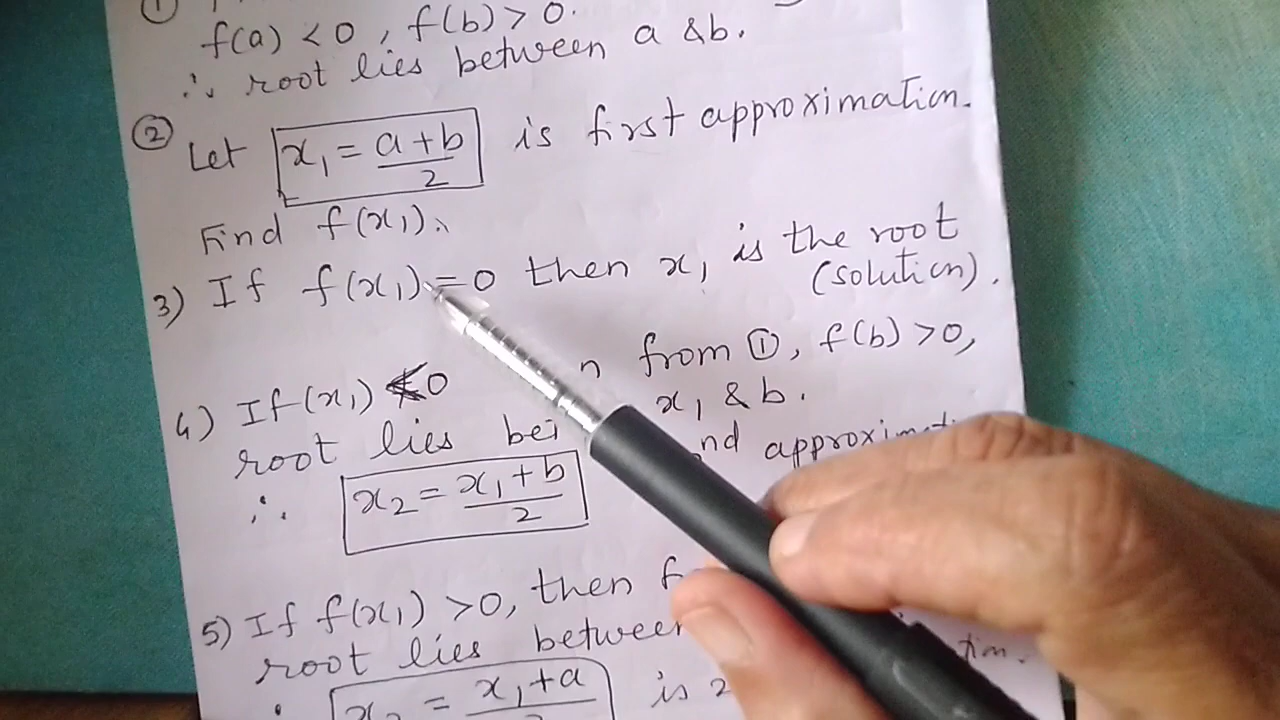 ①
f(a) < 0 , f(b) > 0.
∴ root lies between a & b.
② Let x₁ = a + b / 2 is first approximation.
Find f(x₁).
3) If f(x₁) = 0 then x₁ is the root
(solution).
4) If (x₁) < 0 from ①, f(b) > 0,
root lies x₁ & b.
∴ x₂ = x₁ + b / 2 approximati
5) If f(x₁) > 0, then
root lies between
x₁ + a is